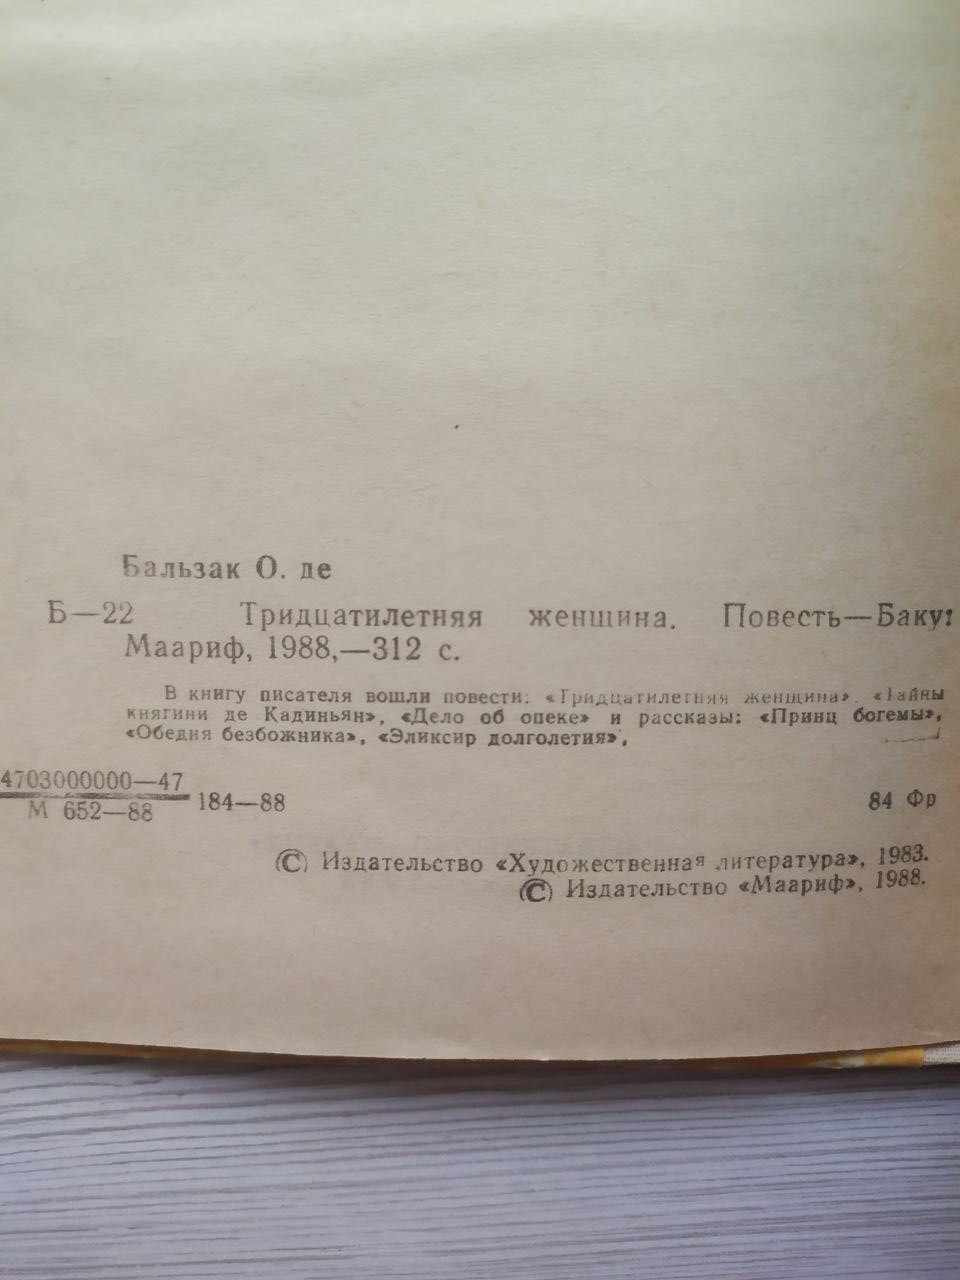 Бальзак О. де
Б—22 Тридцатилетняя женщина. Повесть—Баку:
Маариф, 1988,—312 с.
В книгу писателя вошли повести: «Тридцатилетняя женщина», «Тайны
княгини де Кадиньян», «Дело об опеке» и рассказы: «Принц богемы»,
«Обедня безбожника», «Эликсир долголетия»,
4703000000—47
М 652—88
184—88
84 Фр
© Издательство «Художественная литература», 1983.
© Издательство «Маариф», 1988.